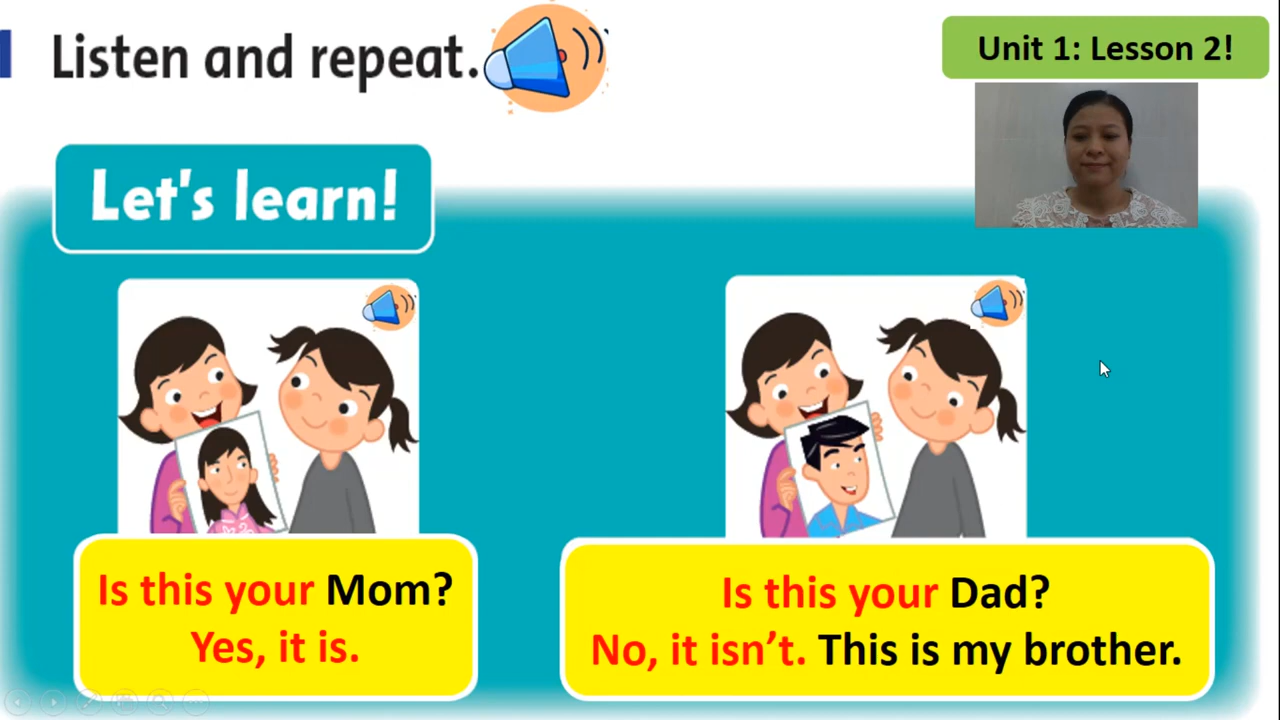 Listen and repeat.
Unit 1: Lesson 2!
Let's learn!
Is this your Mom?
Yes, it is.
Is this your Dad?
No, it isn’t. This is my brother.